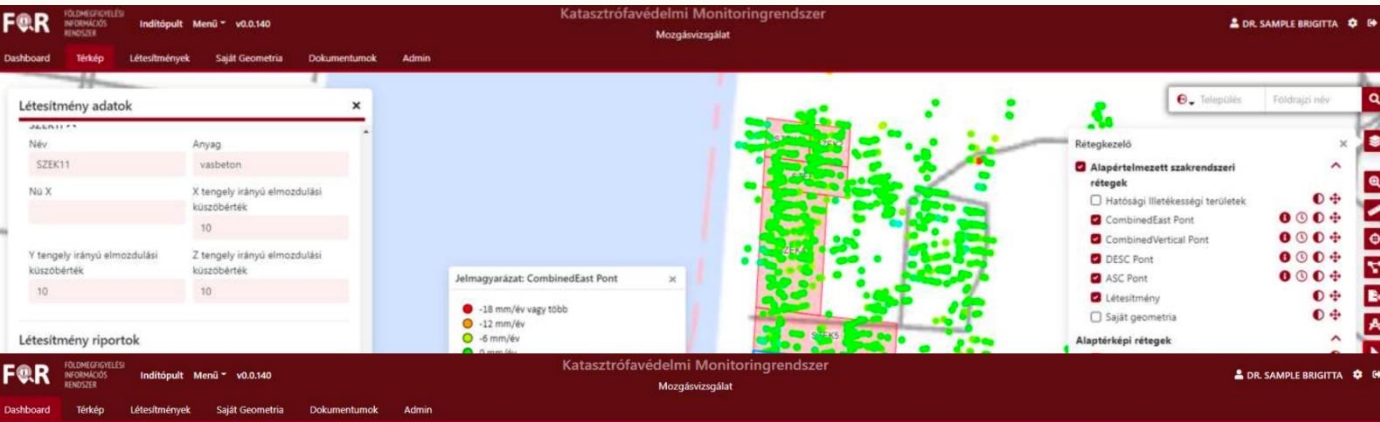 FÖLDMEGFIGYELÉSI
INFORMÁCIÓS
RENDSZER
Indítópult Menü v0.0.140
Katasztrófavédelmi Monitoringrendszer
Mozgásvizsgálat
DR. SAMPLE BRIGITTA
Dashboard Térkép Létesítmények Saját Geometria Dokumentumok Admin
Létesítmény adatok
Név
Anyag
SZEK11
vasbeton
Nü X
X tengely irányú elmozdulási
küszöbérték
10
Y tengely irányú elmozdulási
küszöbérték
Z tengely irányú elmozdulási
küszöbérték
10
10
Létesítmény riportok
Jelmagyarázat: CombinedEast Pont
-18 mm/év vagy több
-12 mm/év
-6 mm/év
0 mm/év
SZEK5
Település
Földrajzi név
Rétegkezelő
Alapértelmezett szakrendszeri
rétegek
Hatósági Illetékességi területek
CombinedEast Pont
CombinedVertical Pont
DESC Pont
ASC Pont
Létesítmény
Saját geometria
Alaptérképi rétegek
FÖLDMEGFIGYELÉSI
INFORMÁCIÓS
RENDSZER
Indítópult Menü v0.0.140
Katasztrófavédelmi Monitoringrendszer
Mozgásvizsgálat
DR. SAMPLE BRIGITTA
Dashboard Térkép Létesítmények Saját Geometria Dokumentumok Admin